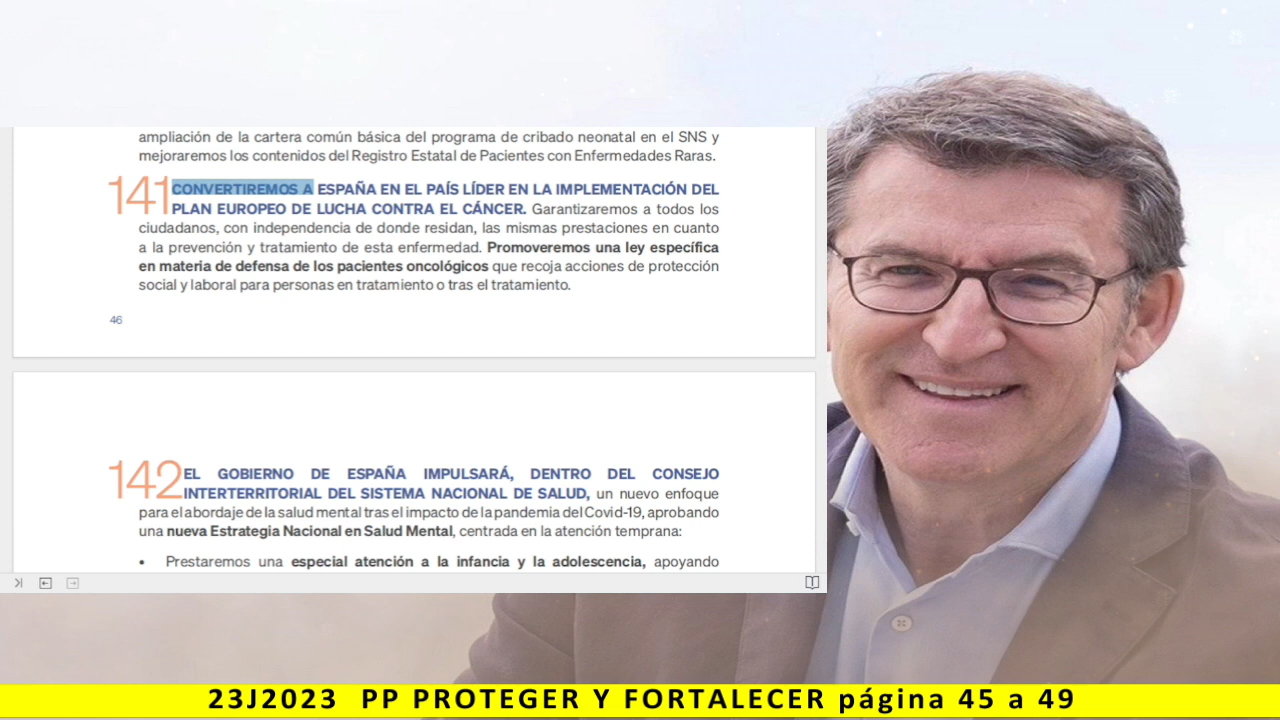 ampliación de la cartera común básica del programa de cribado neonatal en el SNS y
mejoraremos los contenidos del Registro Estatal de Pacientes con Enfermedades Raras.
141 CONVERTIREMOS A ESPAÑA EN EL PAÍS LÍDER EN LA IMPLEMENTACIÓN DEL
PLAN EUROPEO DE LUCHA CONTRA EL CÁNCER. Garantizaremos a todos los
ciudadanos, con independencia de donde residan, las mismas prestaciones en cuanto
a la prevención y tratamiento de esta enfermedad. Promoveremos una ley específica
en materia de defensa de los pacientes oncológicos que recoja acciones de protección
social y laboral para personas en tratamiento o tras el tratamiento.
46
142 EL GOBIERNO DE ESPAÑA IMPULSARÁ, DENTRO DEL CONSEJO
INTERTERRITORIAL DEL SISTEMA NACIONAL DE SALUD, un nuevo enfoque
para el abordaje de la salud mental tras el impacto de la pandemia del Covid-19, aprobando
una nueva Estrategia Nacional en Salud Mental, centrada en la atención temprana:
• Prestaremos una especial atención a la infancia y la adolescencia, apoyando
23J2023 PP PROTEGER Y FORTALECER página 45 a 49